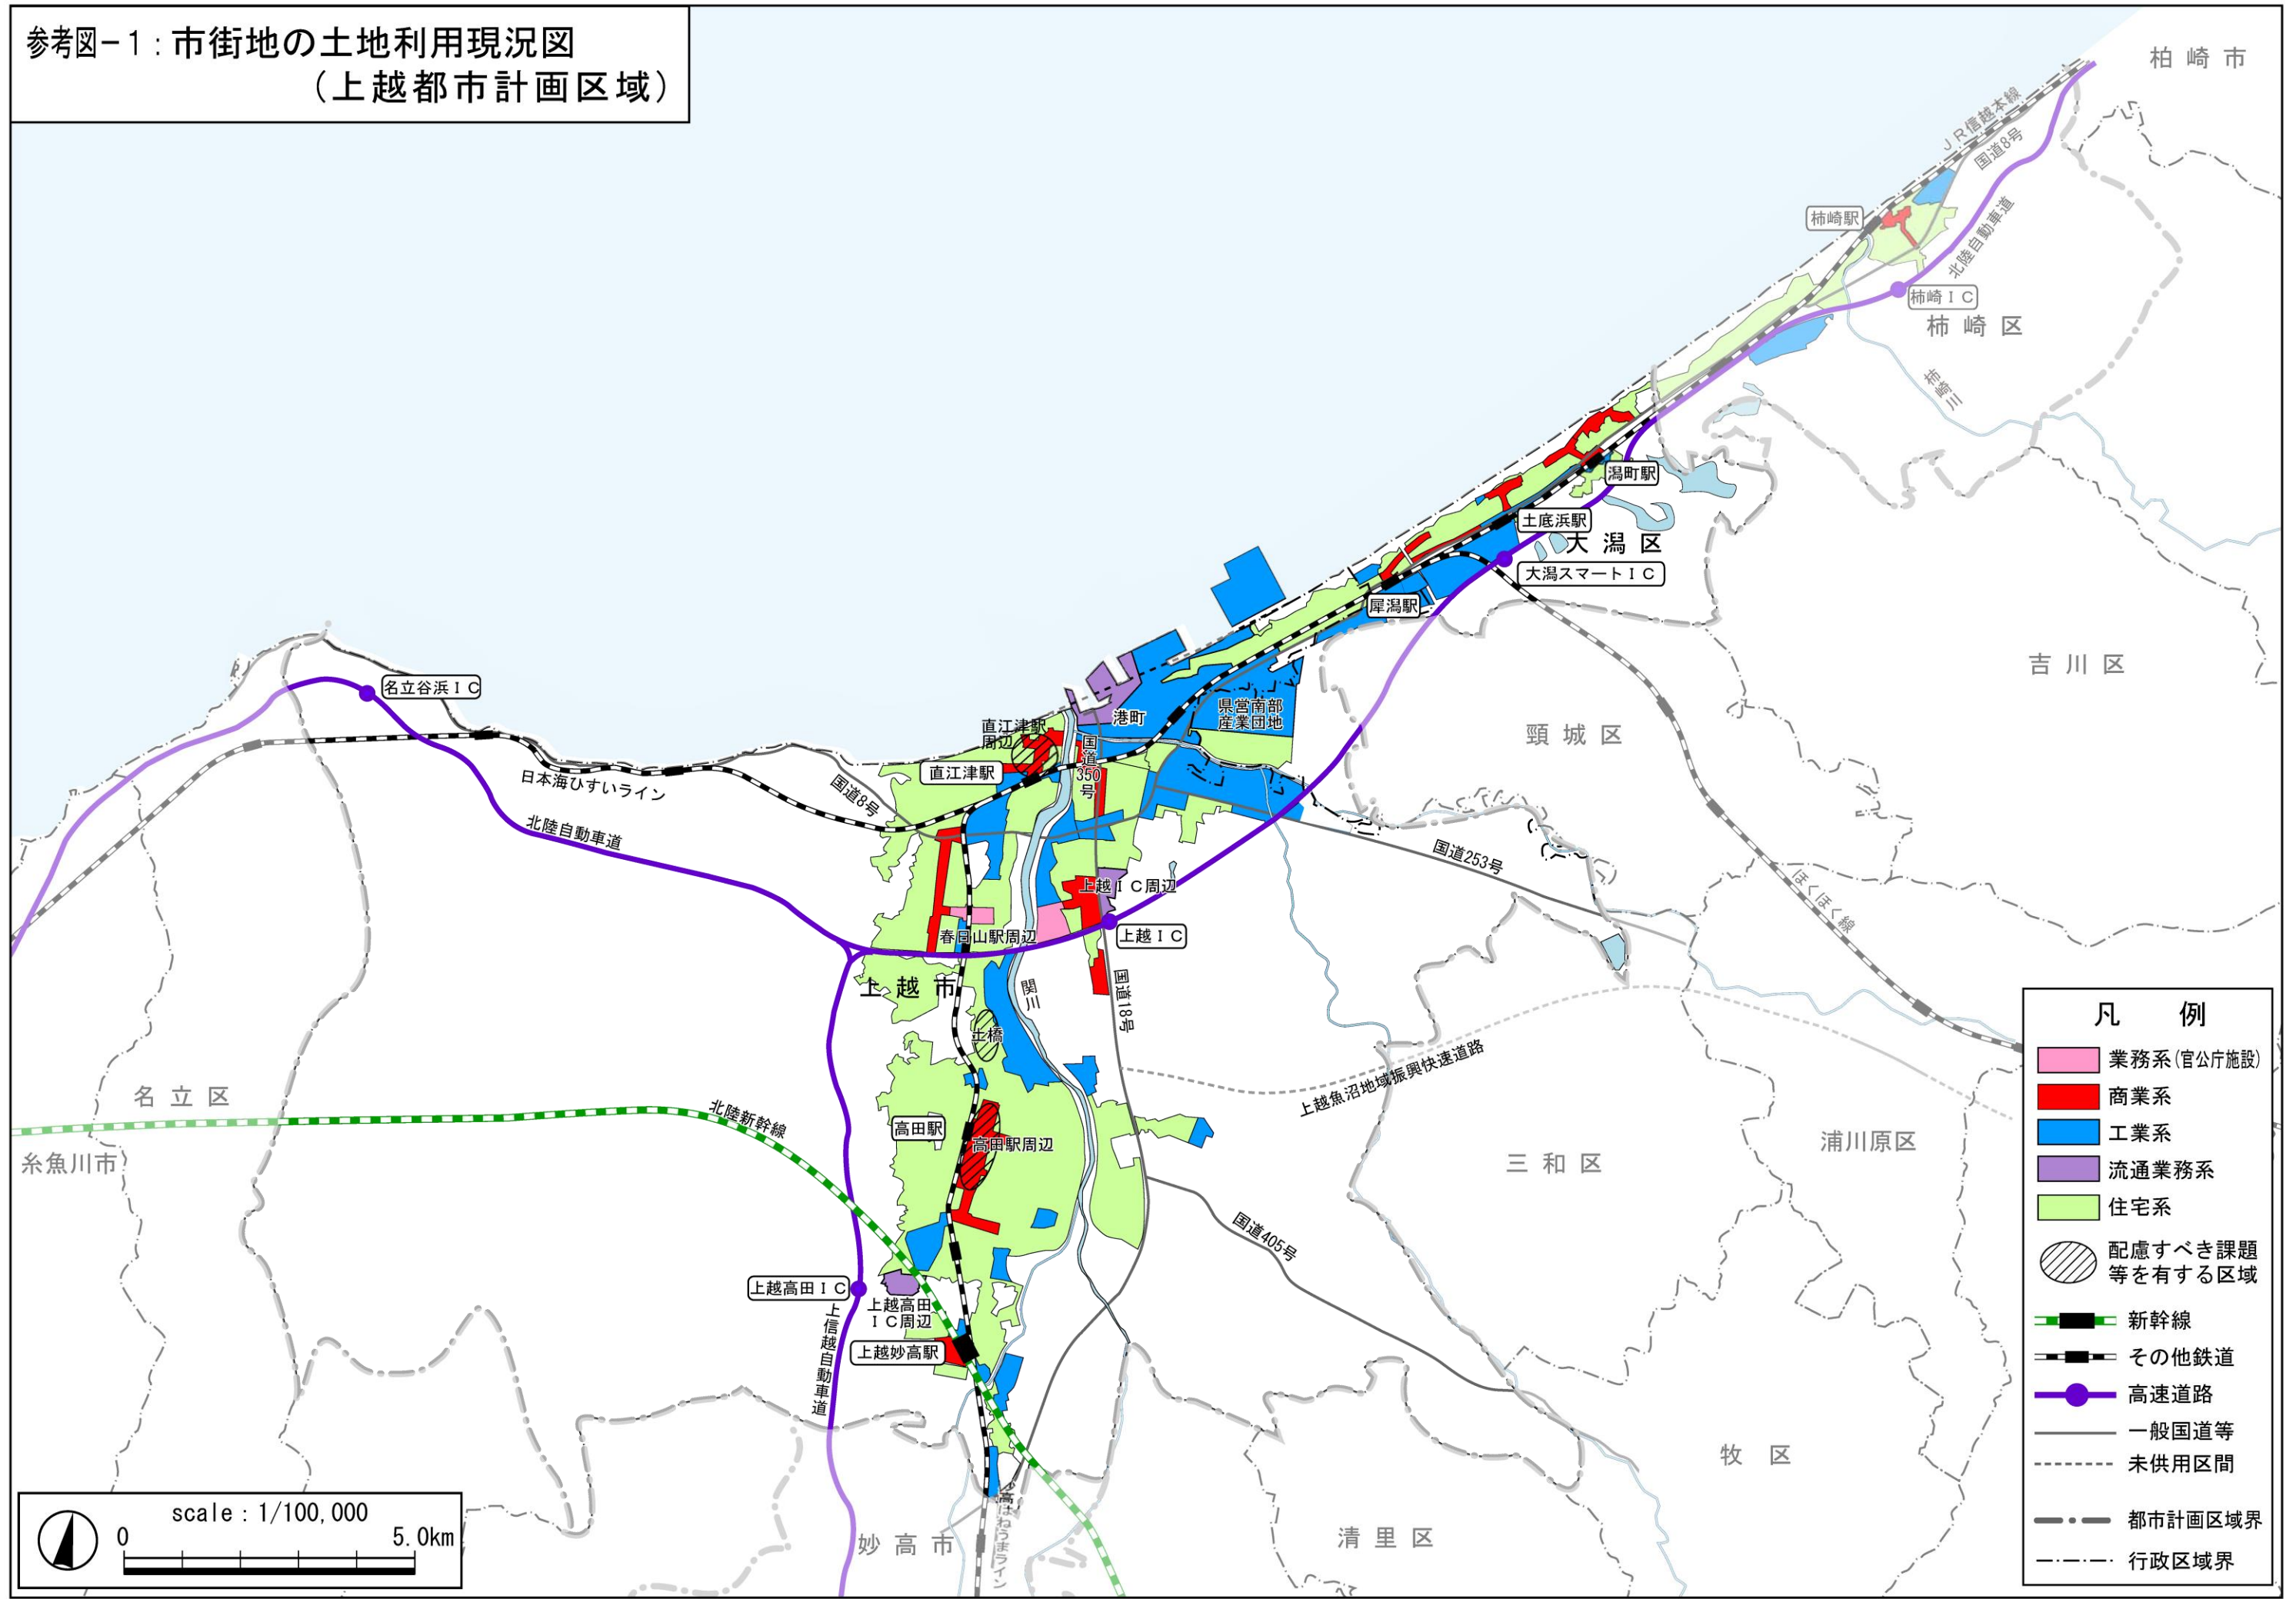 参考図－1：市街地の土地利用現況図
（上越都市計画区域）
柏崎市
ＪＲ信越本線
国道8号
柿崎駅
北陸自動車道
柿崎ＩＣ
柿崎区
柿崎川
潟町駅
土底浜駅
大潟区
大潟スマートＩＣ
犀潟駅
吉川区
名立谷浜ＩＣ
港町
県営南部
産業団地
頸城区
直江津駅
周辺
直江津駅
国道350号
日本海ひすいライン
国道8号
北陸自動車道
国道253号
ほくほく線
上越ＩＣ周辺
春日山駅周辺
上越ＩＣ
上越市
関川
国道18号
土橋
上越魚沼地域振興快速道路
名立区
北陸新幹線
高田駅
高田駅周辺
糸魚川市
三和区
浦川原区
国道405号
上越高田ＩＣ
上越高田
ＩＣ周辺
上信越自動車道
上越妙高駅
牧区
妙高市
妙高はねうまライン
清里区
scale：1/100,000
0
5.0km
凡例
業務系(官公庁施設)
商業系
工業系
流通業務系
住宅系
配慮すべき課題
等を有する区域
新幹線
その他鉄道
高速道路
一般国道等
未供用区間
都市計画区域界
行政区域界